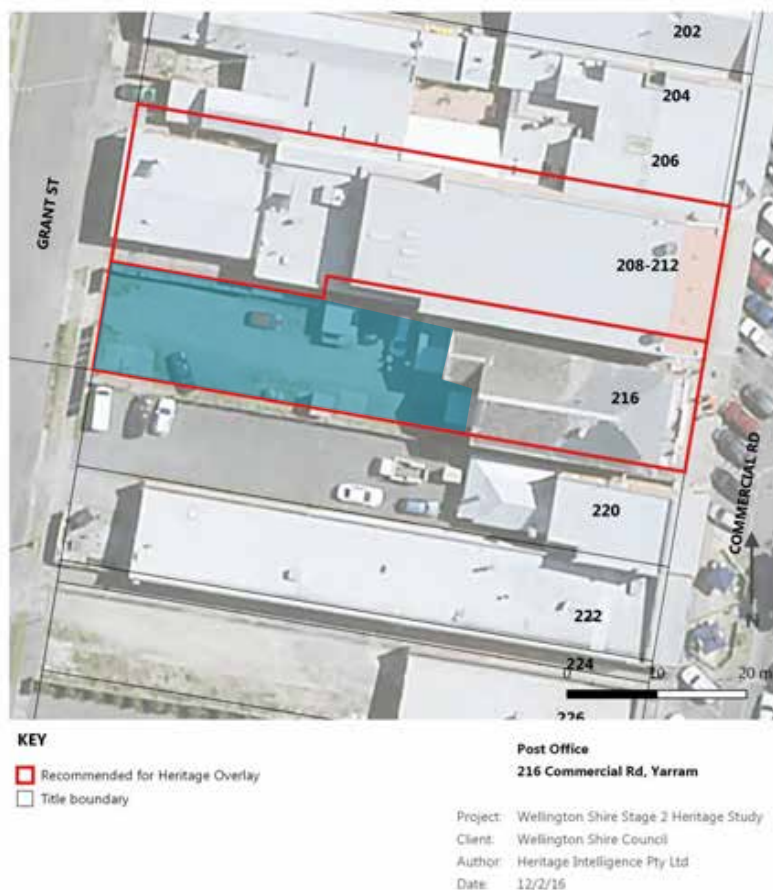 202
204
206
GRANT ST
208-212
216
COMMERCIAL RD
220
N
222
224
0 10 20 m
226
KEY
Recommended for Heritage Overlay
Title boundary
Post Office
216 Commercial Rd, Yarram
Project: Wellington Shire Stage 2 Heritage Study
Client: Wellington Shire Council
Author: Heritage Intelligence Pty Ltd
Date: 12/2/16